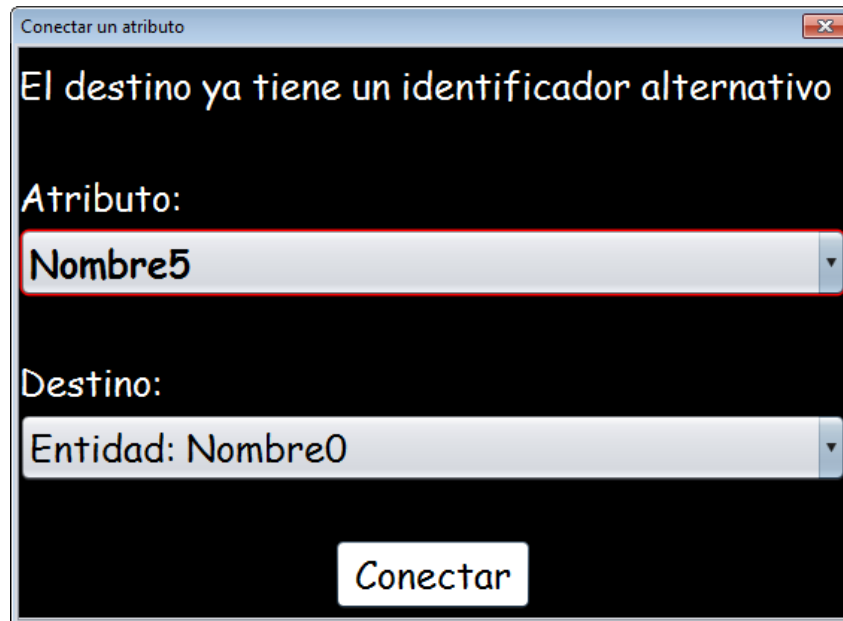 Conectar un atributo
El destino ya tiene un identificador alternativo
Atributo:
Nombre5
Destino:
Entidad: Nombre0
Conectar